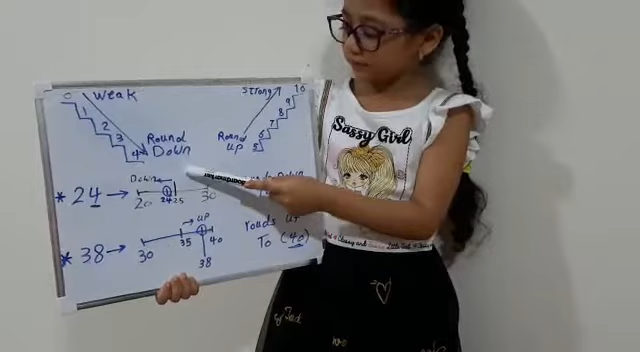 0 weak
1
2
3
4
Round
Down
Strong 10
9
8
7
6
5
Round
up
* 24 → Down
20 24 25 30
rounds Down
* 38 → → up
30 35 40
38
rounds up
To (40)
Sassy Girl